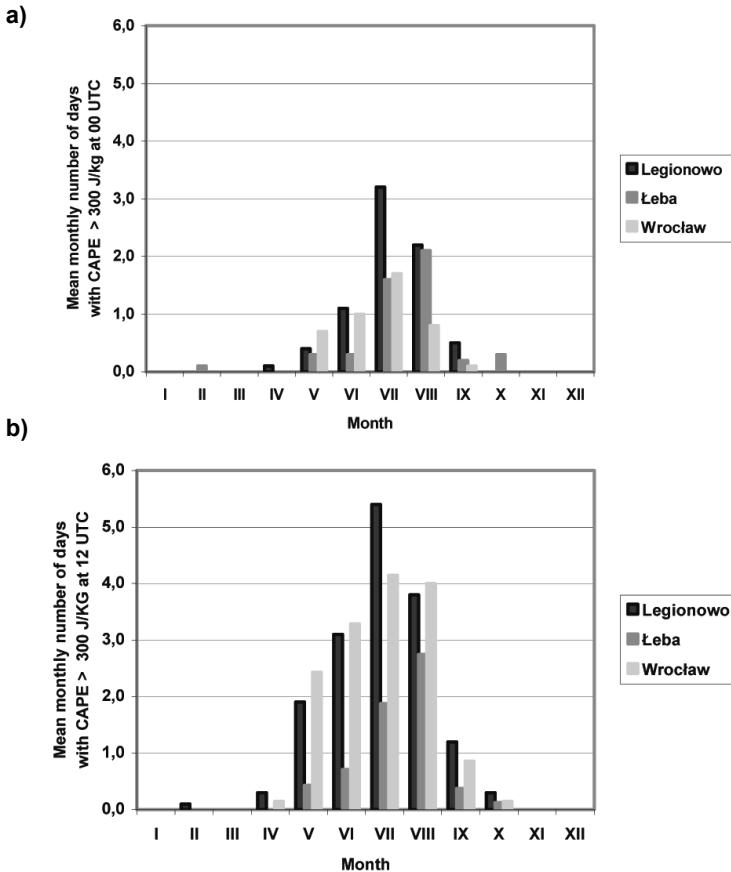 a)
Mean monthly number of days
with CAPE > 300 J/kg at 00 UTC
6,0
5,0
4,0
3,0
2,0
1,0
0,0
I II III IV V VI VII VIII IX X XI XII
Month
Legionowo
Łeba
Wrocław
b)
Mean monthly number of days
with CAPE > 300 J/KG at 12 UTC
6,0
5,0
4,0
3,0
2,0
1,0
0,0
I II III IV V VI VII VIII IX X XI XII
Month
Legionowo
Łeba
Wrocław